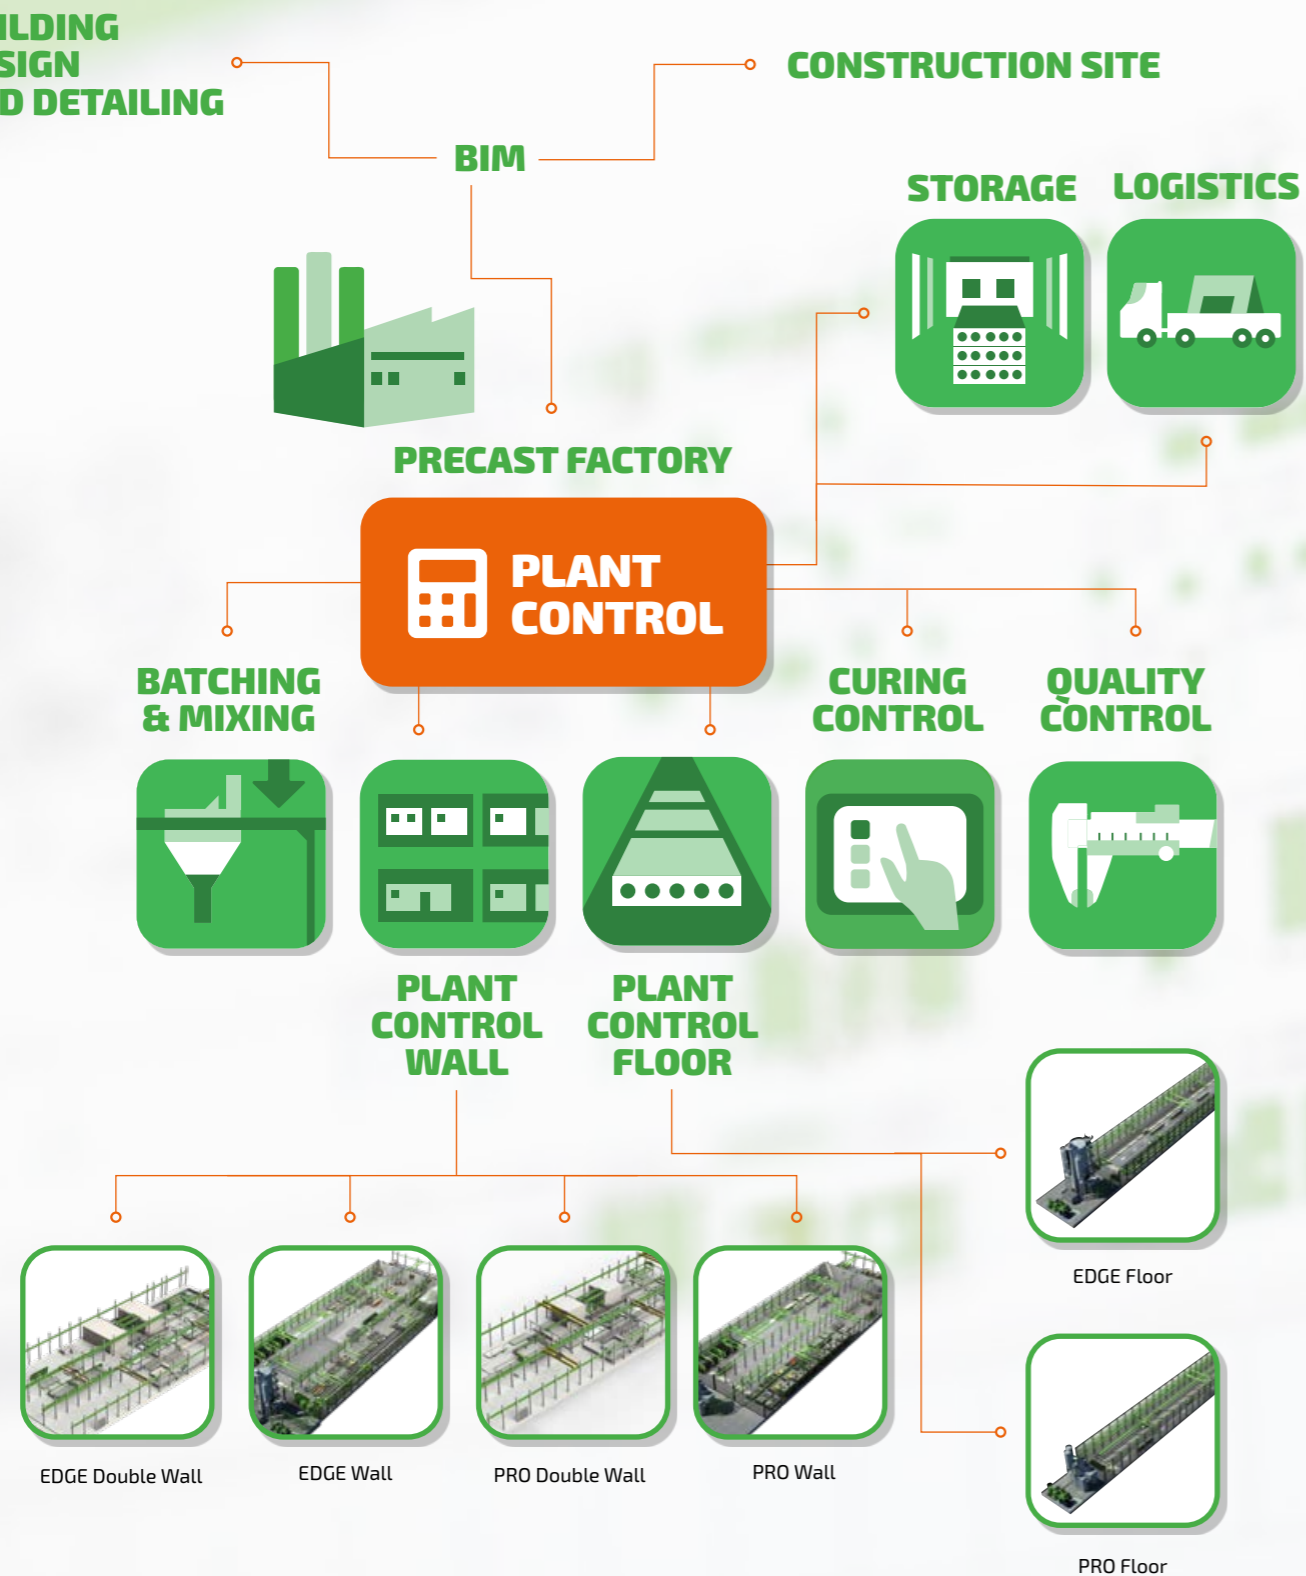 ILDING
SIGN
D DETAILING
CONSTRUCTION SITE
BIM
STORAGE
LOGISTICS
PRECAST FACTORY
PLANT
CONTROL
BATCHING
& MIXING
CURING
CONTROL
QUALITY
CONTROL
PLANT
CONTROL
WALL
PLANT
CONTROL
FLOOR
EDGE Floor
EDGE Double Wall
EDGE Wall
PRO Double Wall
PRO Wall
PRO Floor